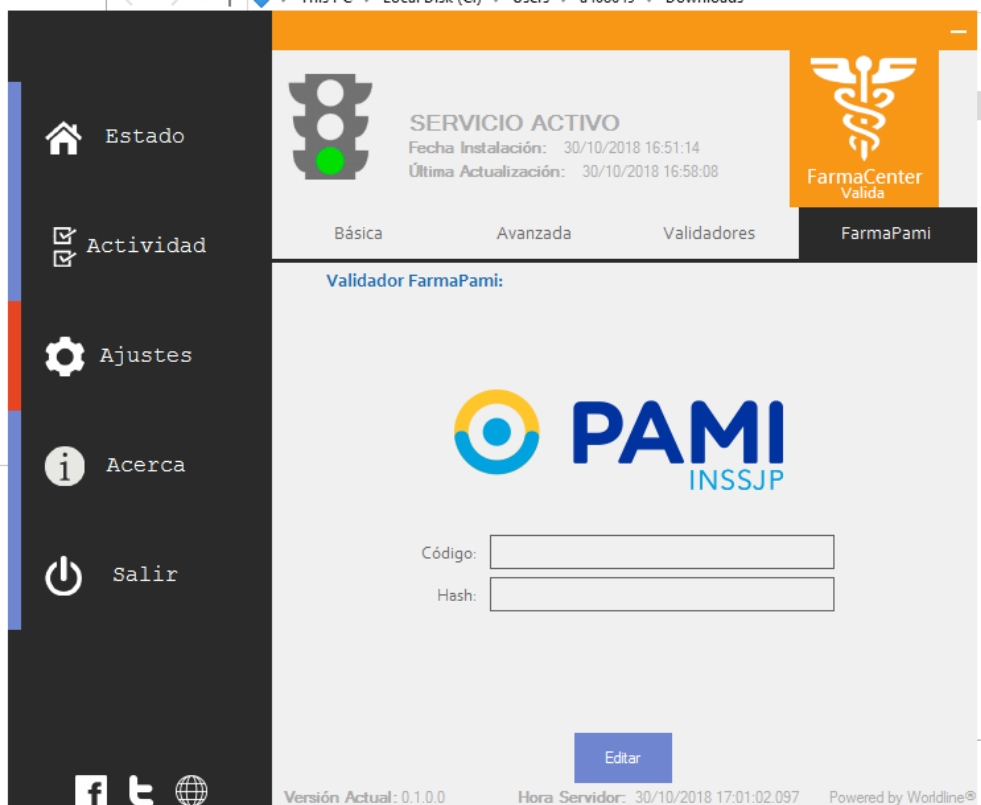 Estado
Actividad
Ajustes
Acerca
Salir
SERVICIO ACTIVO
Fecha Instalación: 30/10/2018 16:51:14
Última Actualización: 30/10/2018 16:58:08
FarmaCenter
Valida
Básica Avanzada Validadores FarmaPami
Validador FarmaPami:
PAMI
INSSJP
Código:
Hash:
Editar
Versión Actual: 0.1.0.0 Hora Servidor: 30/10/2018 17:01:02.097 Powered by Worldline®